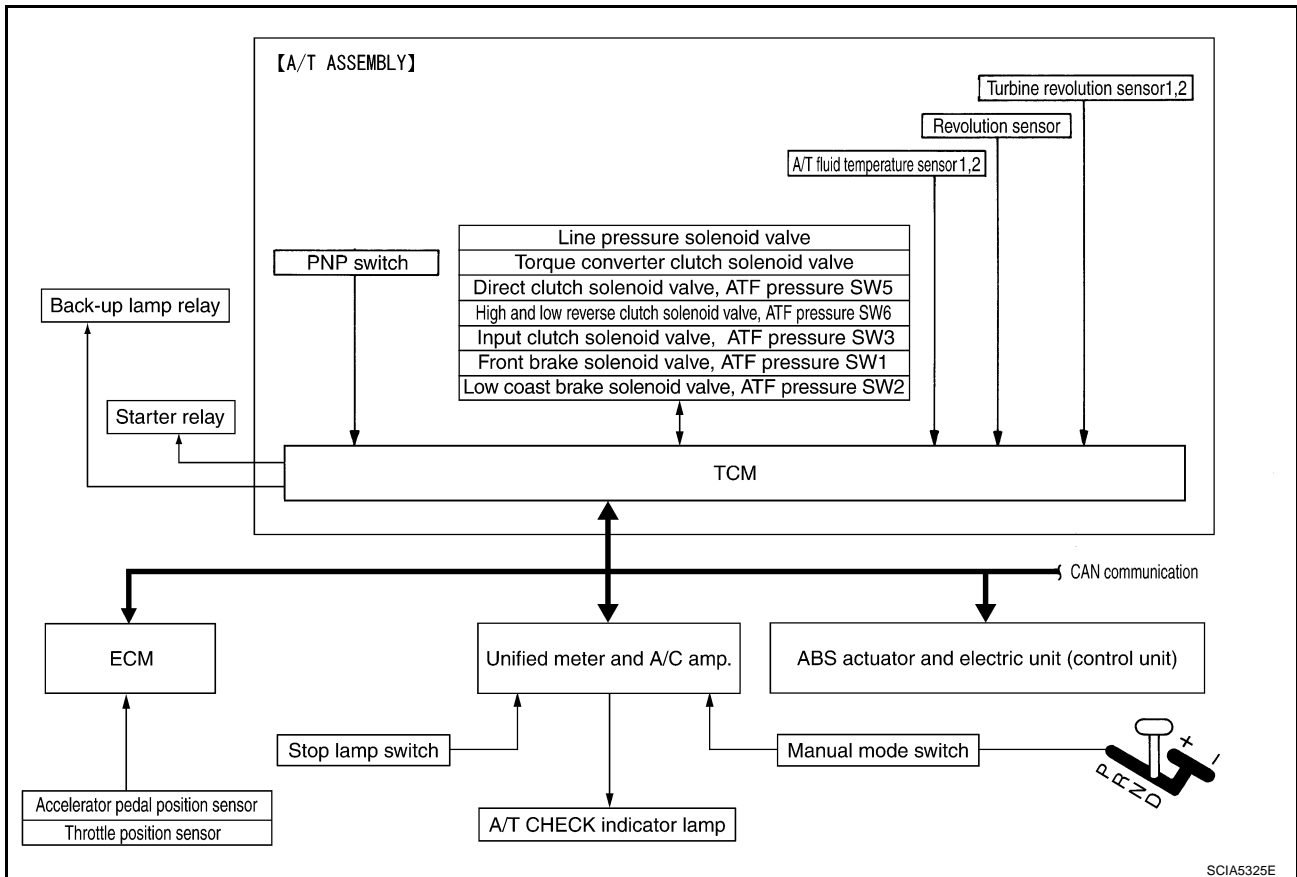 【A/T ASSEMBLY】
Turbine revolution sensor1,2
Revolution sensor
A/T fluid temperature sensor1,2
Line pressure solenoid valve
PNP switch
Torque converter clutch solenoid valve
Direct clutch solenoid valve, ATF pressure SW5
Back-up lamp relay
High and low reverse clutch solenoid valve, ATF pressure SW6
Input clutch solenoid valve, ATF pressure SW3
Front brake solenoid valve, ATF pressure SW1
Low coast brake solenoid valve, ATF pressure SW2
Starter relay
TCM
CAN communication
ECM
Unified meter and A/C amp.
ABS actuator and electric unit (control unit)
Stop lamp switch
Manual mode switch
+
−
P R N D
Accelerator pedal position sensor
Throttle position sensor
A/T CHECK indicator lamp
SCIA5325E